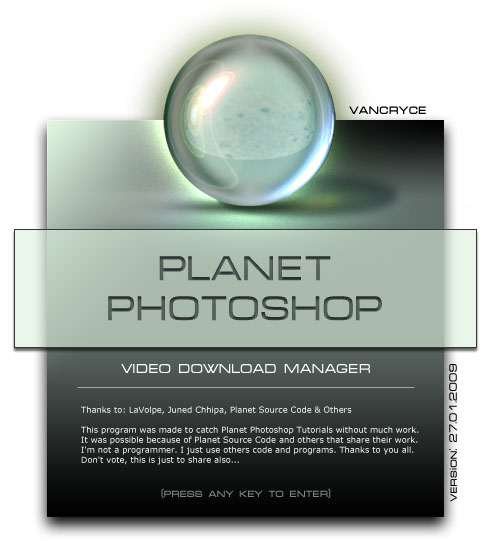 VANCRYCE
PLANET
PHOTOSHOP
VIDEO DOWNLOAD MANAGER
Thanks to: LaVolpe, Juned Chhipa, Planet Source Code & Others
This program was made to catch Planet Photoshop Tutorials without much work.
It was possible because of Planet Source Code and others that share their work.
I'm not a programmer. I just use others code and programs. Thanks to you all.
Don't vote, this is just to share also...
(PRESS ANY KEY TO ENTER)
VERSION: 27.01.2009